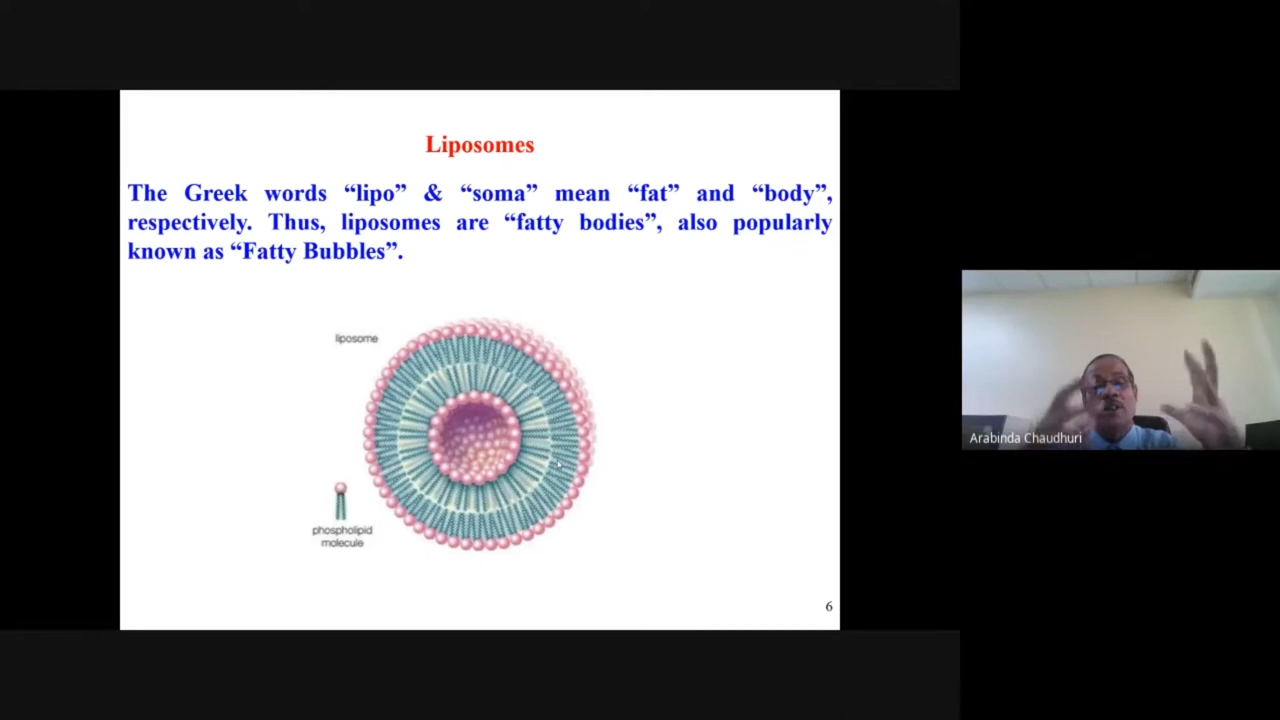 Liposomes
The Greek words “lipo” & “soma” mean “fat” and “body”,
respectively. Thus, liposomes are “fatty bodies”, also popularly
known as “Fatty Bubbles”.
liposome
phospholipid
molecule
6
Arabinda Chaudhuri